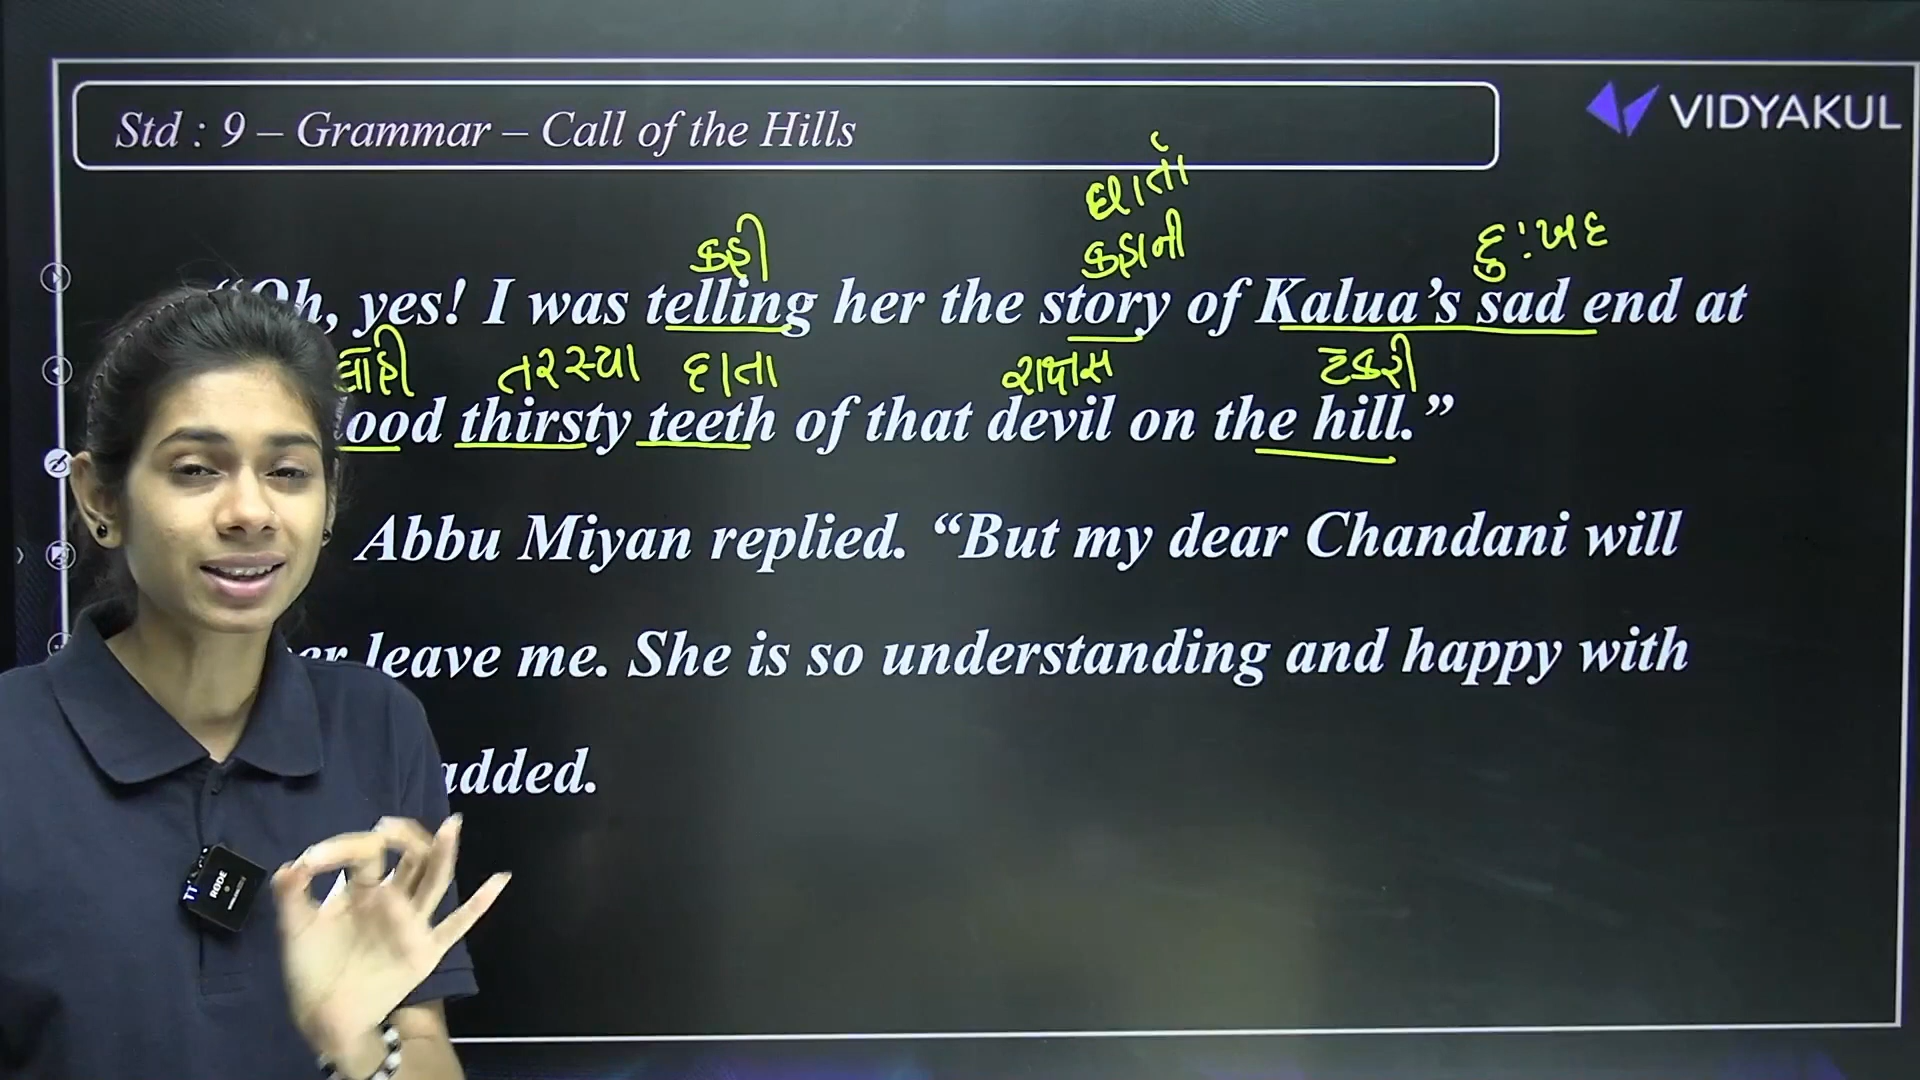 Std : 9 – Grammar – Call of the Hills
VIDYAKUL
કહી
કહાની
દુઃખદ
“Oh, yes! I was telling her the story of Kalua’s sad end at
તરસ્યા દાંતા રાક્ષસ ટેકરી
thirsty teeth of that devil on the hill.”
Abbu Miyan replied. “But my dear Chandani will
leave me. She is so understanding and happy with
added.
RØDE